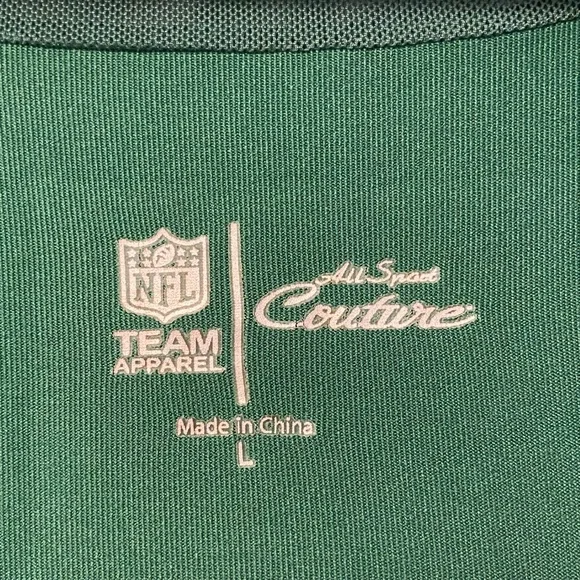 NFL
TEAM
APPAREL
All Sport
Couture
Made in China
L